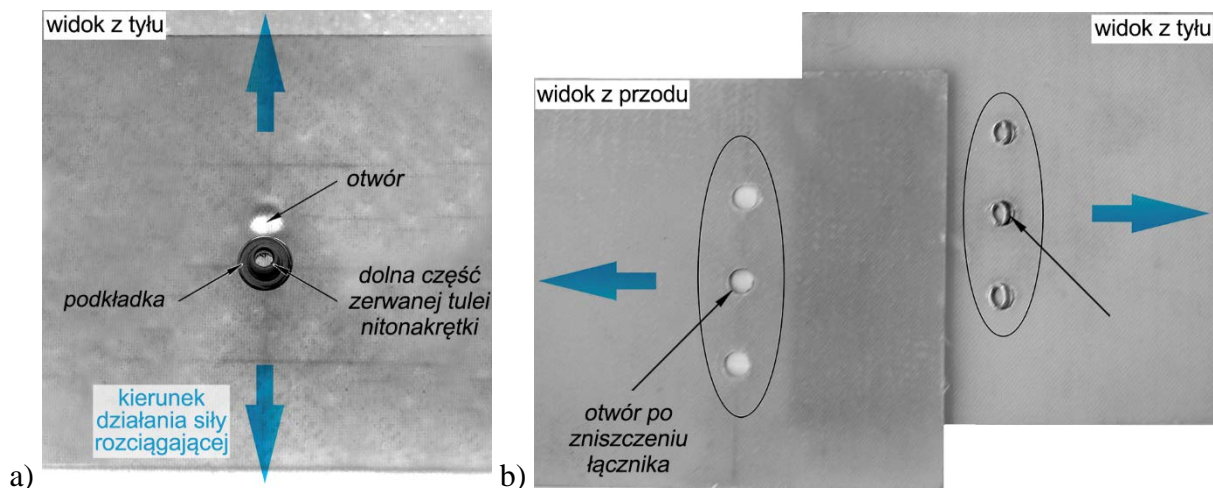 widok z tyłu
otwór
podkładka
dolna część
zerwanej tulei
nitonakrętki
kierunek
działania siły
rozciągającej
a)
widok z przodu
widok z tyłu
otwór po
zniszczeniu
łącznika
b)